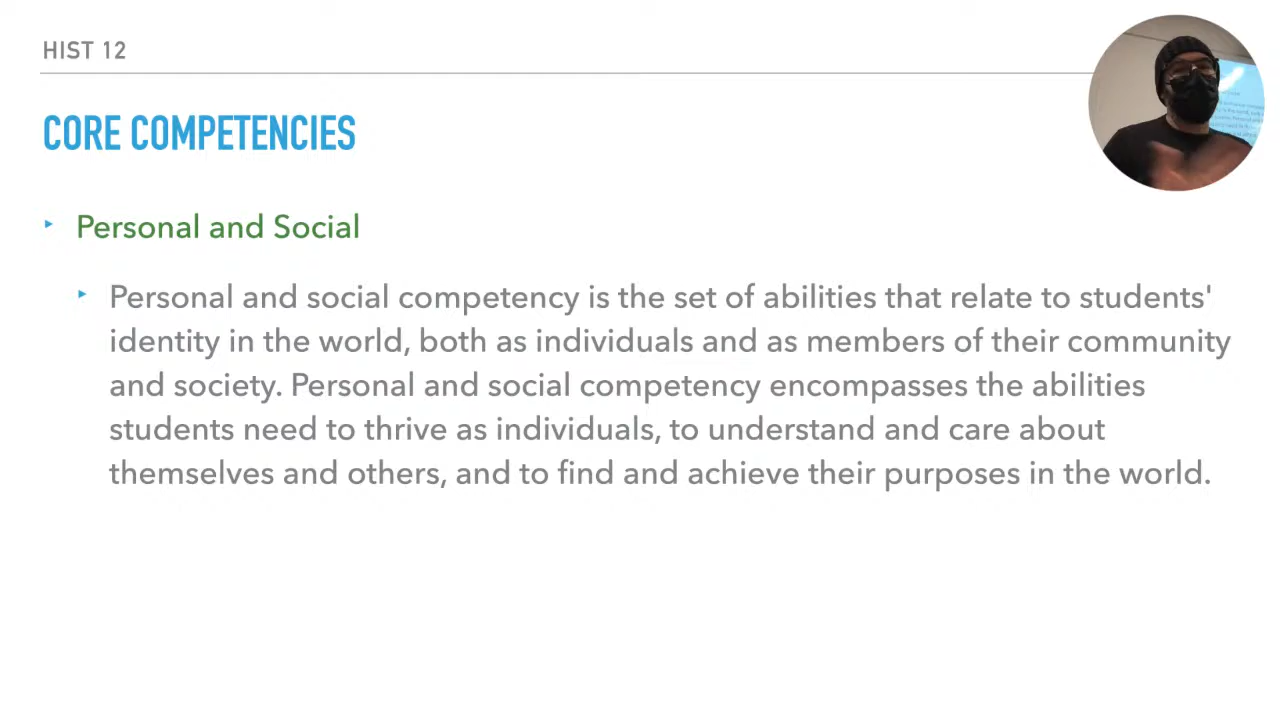 HIST 12
CORE COMPETENCIES
Personal and Social
Personal and social competency is the set of abilities that relate to students'
identity in the world, both as individuals and as members of their community
and society. Personal and social competency encompasses the abilities
students need to thrive as individuals, to understand and care about
themselves and others, and to find and achieve their purposes in the world.